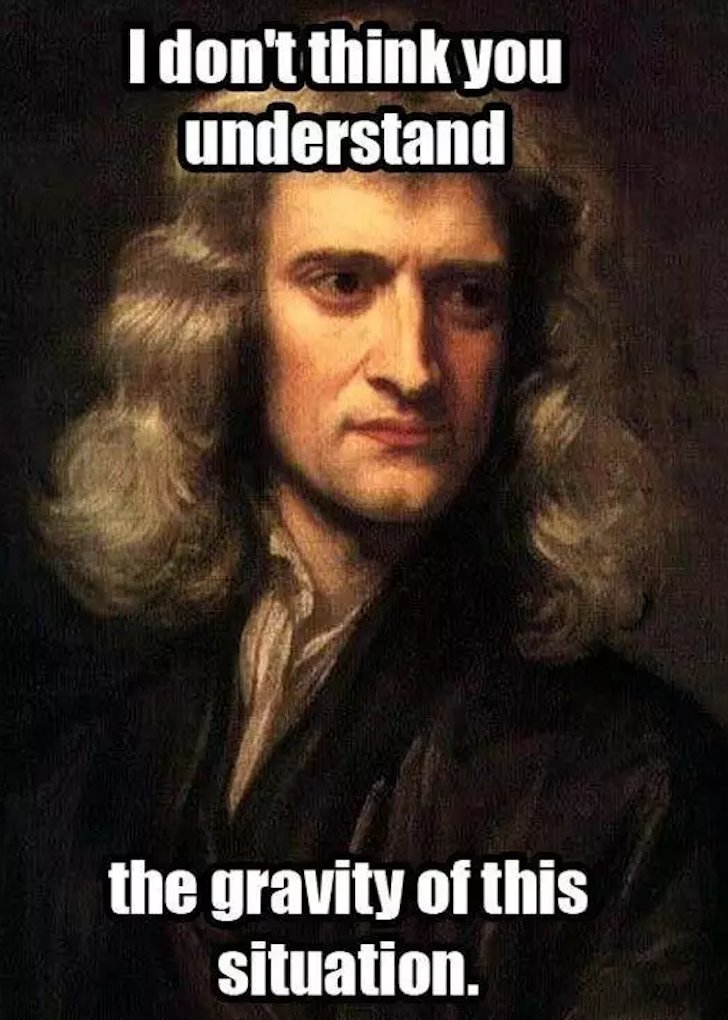 I don't think you
understand
the gravity of this
situation.